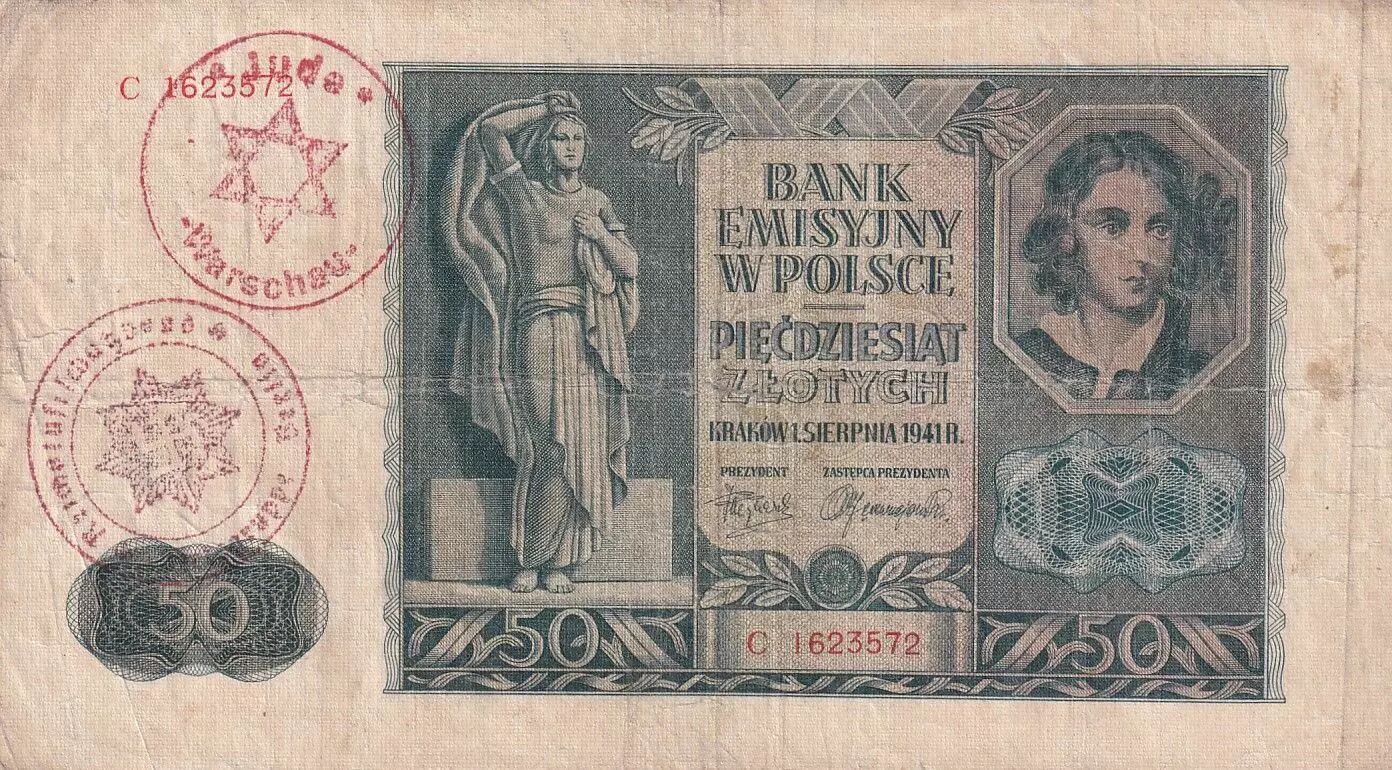 C 1623572
Jude
Warschau
BANK
EMISYJNY
W POLSCE
PIĘĆDZIESIĄT
ZŁOTYCH
KRAKÓW 1. SIERPNIA 1941 R.
PREZYDENT ZASTĘPCA PREZYDENTA
50
50
C 1623572
50